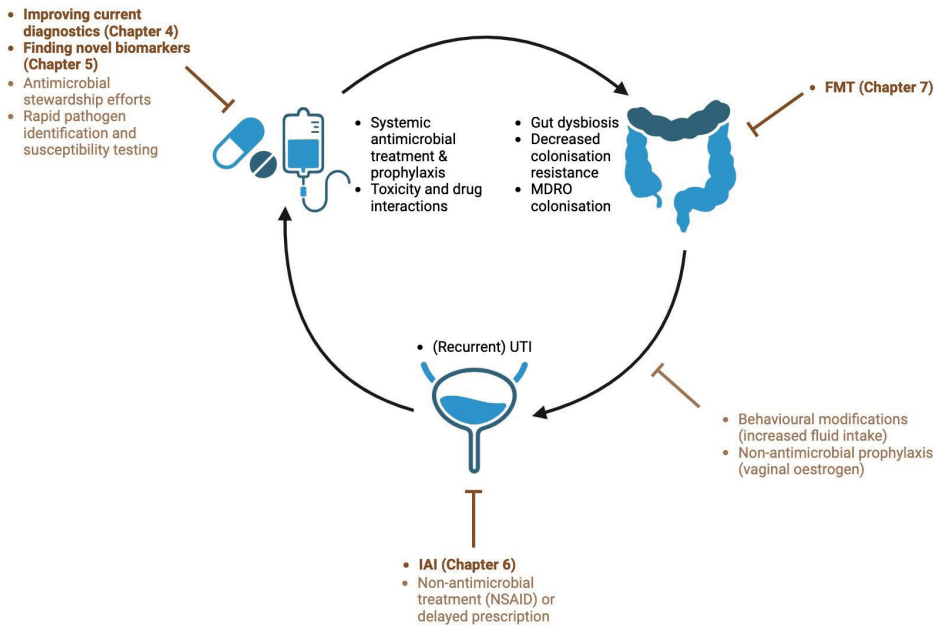 • Improving current
diagnostics (Chapter 4)
• Finding novel biomarkers
(Chapter 5)
• Antimicrobial
stewardship efforts
• Rapid pathogen
identification and
susceptibility testing
• Systemic
antimicrobial
treatment &
prophylaxis
• Toxicity and drug
interactions
• Gut dysbiosis
• Decreased
colonisation
resistance
• MDRO
colonisation
• FMT (Chapter 7)
• (Recurrent) UTI
• Behavioural modifications
(increased fluid intake)
• Non-antimicrobial prophylaxis
(vaginal oestrogen)
• IAI (Chapter 6)
• Non-antimicrobial
treatment (NSAID) or
delayed prescription